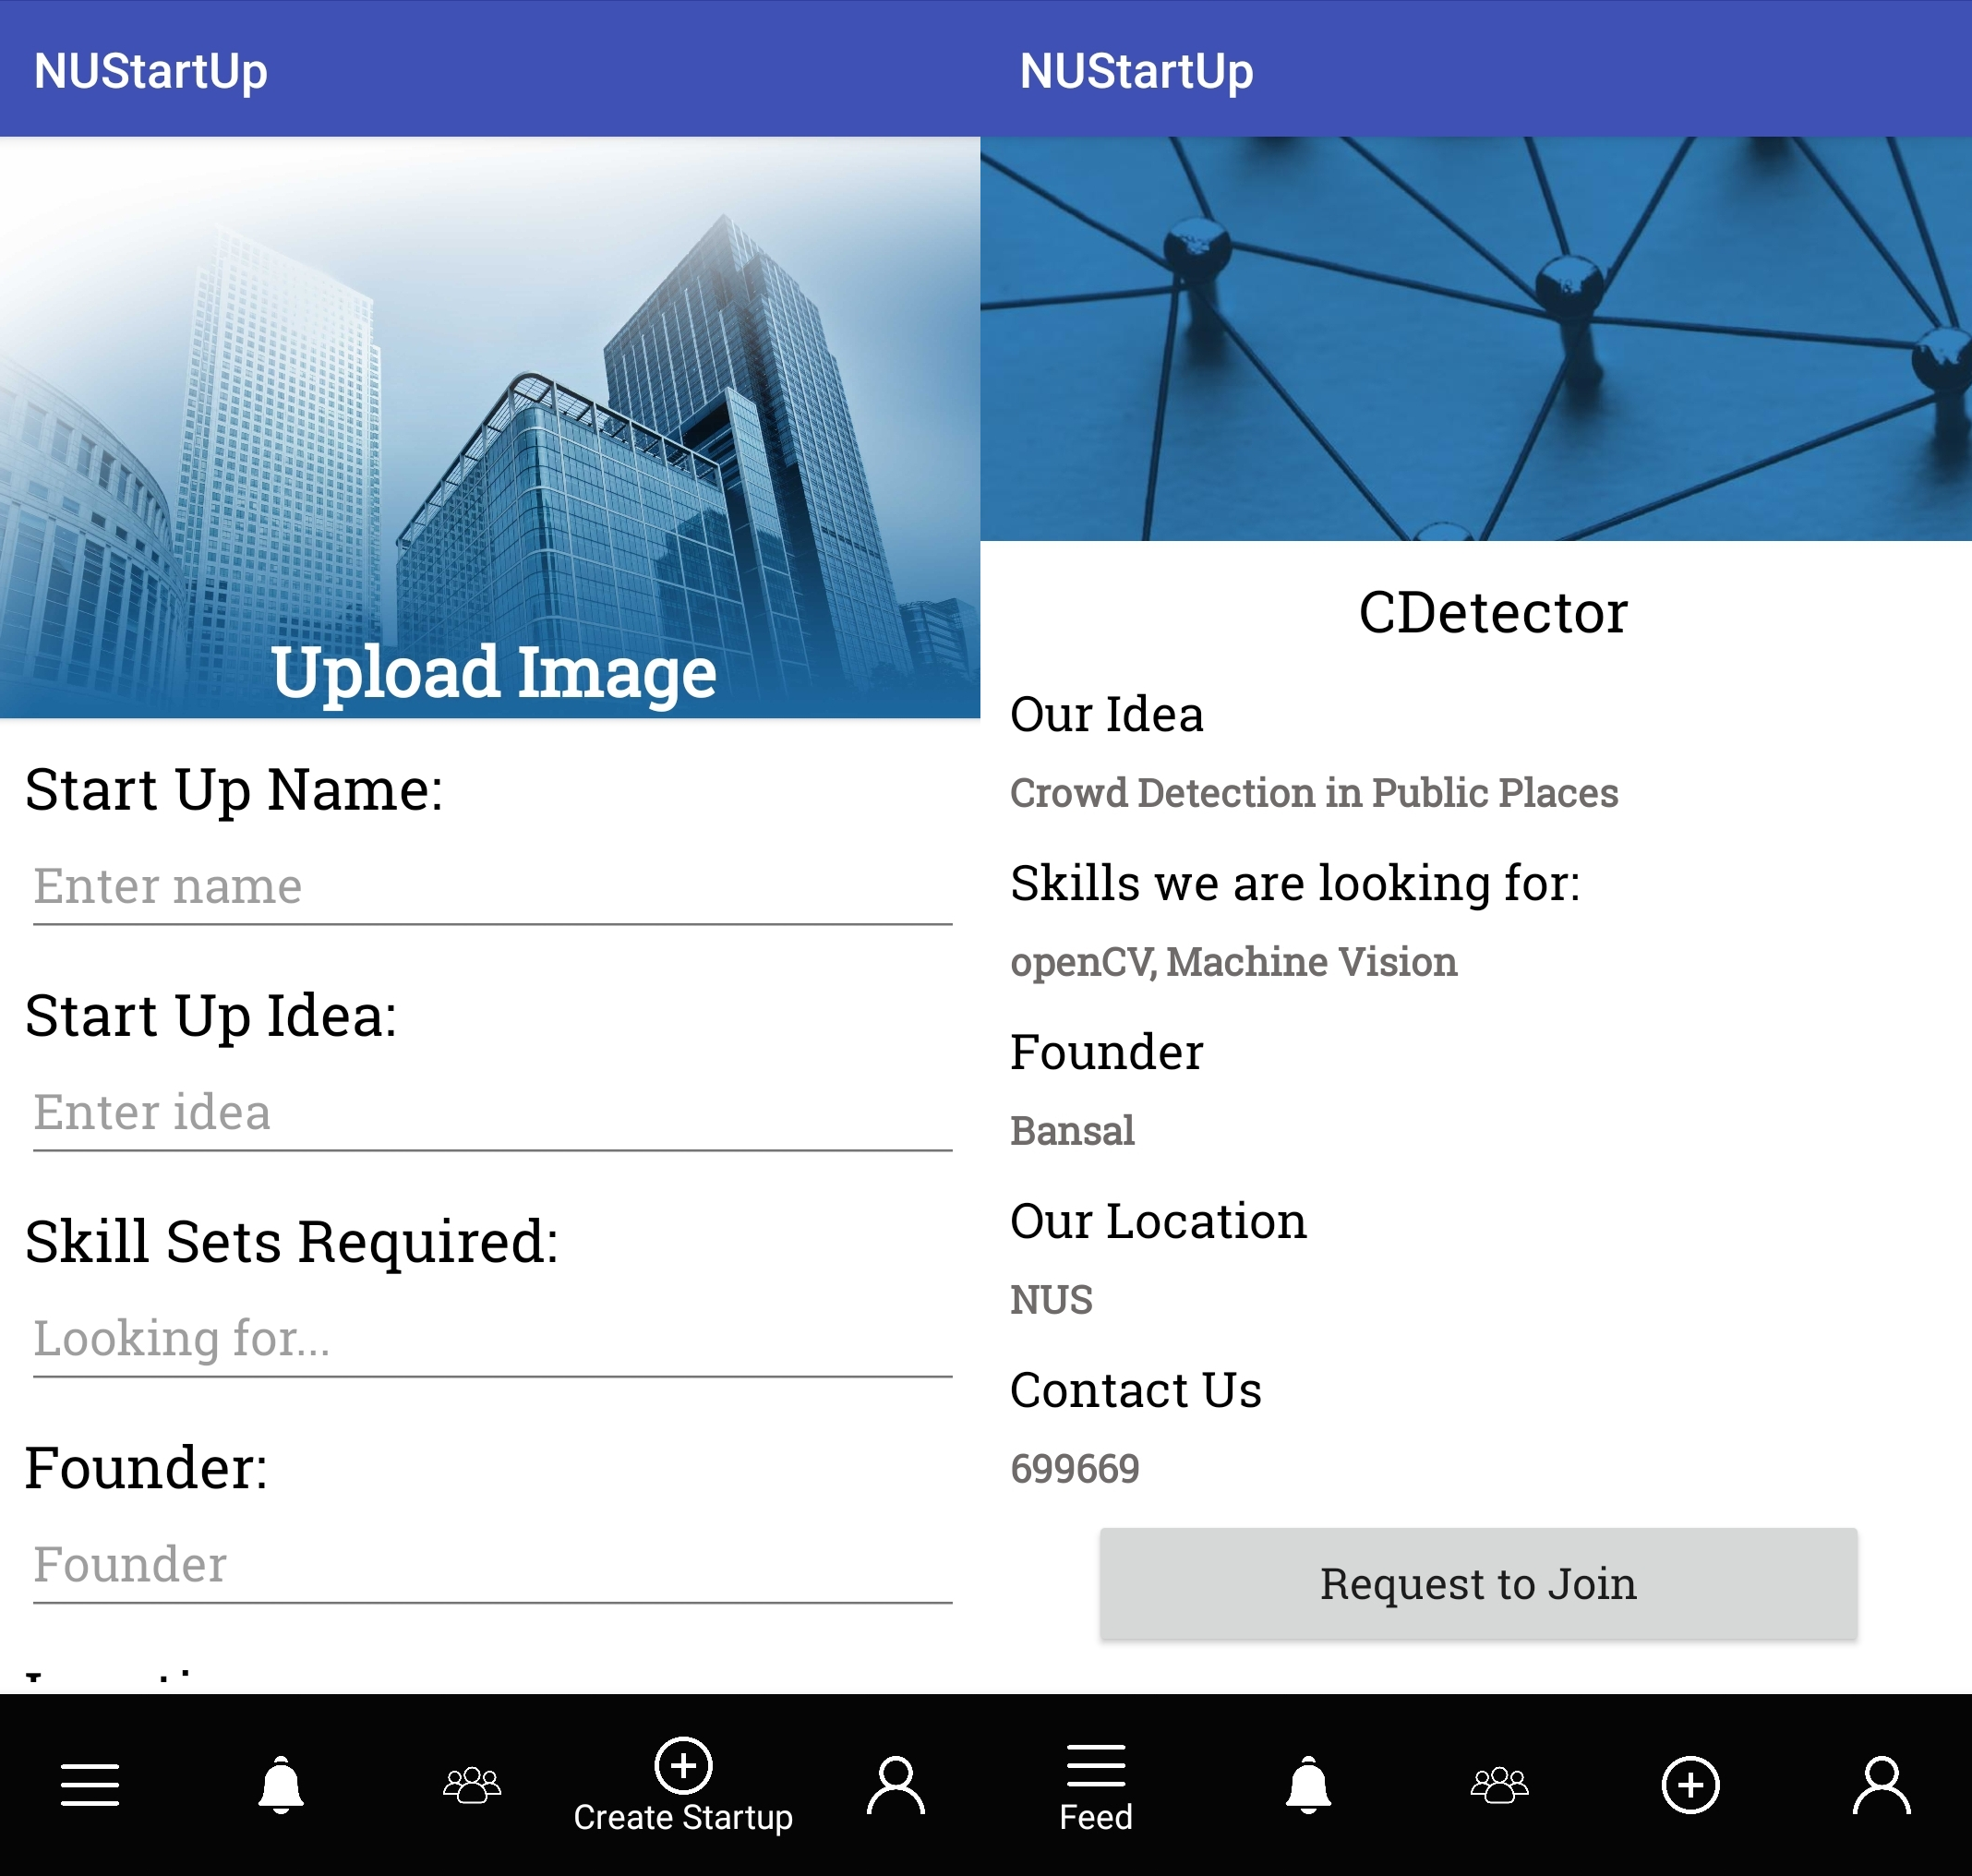 NUStartUp
Upload Image
Start Up Name:
Enter name
Start Up Idea:
Enter idea
Skill Sets Required:
Looking for...
Founder:
Founder
Create Startup
NUStartUp
CDetector
Our Idea
Crowd Detection in Public Places
Skills we are looking for:
openCV, Machine Vision
Founder
Bansal
Our Location
NUS
Contact Us
699669
Request to Join
Feed